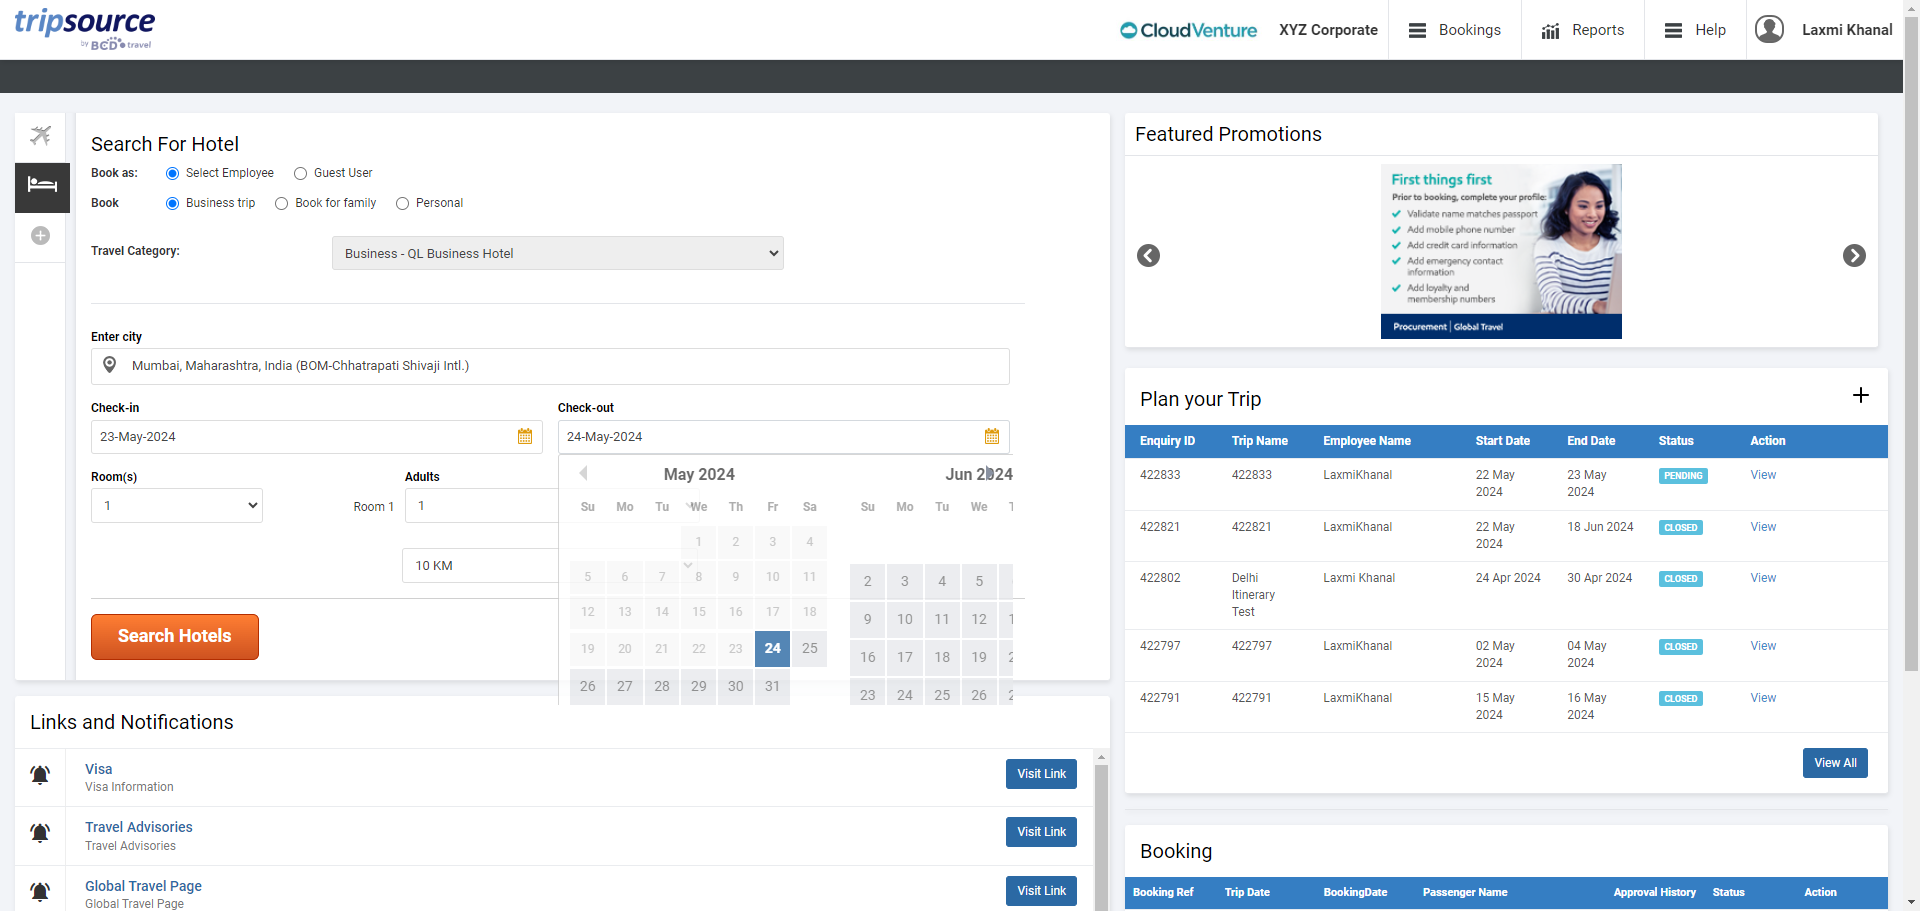 tripsource
by BCD travel
CloudVenture
XYZ Corporate
Bookings
Reports
Help
Laxmi Khanal
Search For Hotel
Book as:
Select Employee
Guest User
Book
Business trip
Book for family
Personal
Travel Category:
Business - QL Business Hotel
Enter city
Mumbai, Maharashtra, India (BOM-Chhatrapati Shivaji Intl.)
Check-in
Check-out
23-May-2024
24-May-2024
Room(s)
Adults
1
Room 1
1
10 KM
Search Hotels
May 2024
Su Mo Tu We Th Fr Sa
1 2 3 4
5 6 7 8 9 10 11
12 13 14 15 16 17 18
19 20 21 22 23 24 25
26 27 28 29 30 31
Jun 2024
Su Mo Tu We
2 3 4 5
9 10 11 12
16 17 18 19
23 24 25 26
Featured Promotions
First things first
Prior to booking, complete your profile:
Validate name matches passport
Add mobile phone number
Add credit card information
Add emergency contact
information
Add loyalty and
membership numbers
Procurement | Global Travel
Plan your Trip
Enquiry ID Trip Name Employee Name Start Date End Date Status Action
422833 422833 LaxmiKhanal 22 May 2024 23 May 2024 PENDING View
422821 422821 LaxmiKhanal 22 May 2024 18 Jun 2024 CLOSED View
422802 Delhi Itinerary Test Laxmi Khanal 24 Apr 2024 30 Apr 2024 CLOSED View
422797 422797 LaxmiKhanal 02 May 2024 04 May 2024 CLOSED View
422791 422791 LaxmiKhanal 15 May 2024 16 May 2024 CLOSED View
View All
Links and Notifications
Visa
Visa Information
Visit Link
Travel Advisories
Travel Advisories
Visit Link
Global Travel Page
Global Travel Page
Visit Link
Booking
Booking Ref Trip Date BookingDate Passenger Name Approval History Status Action